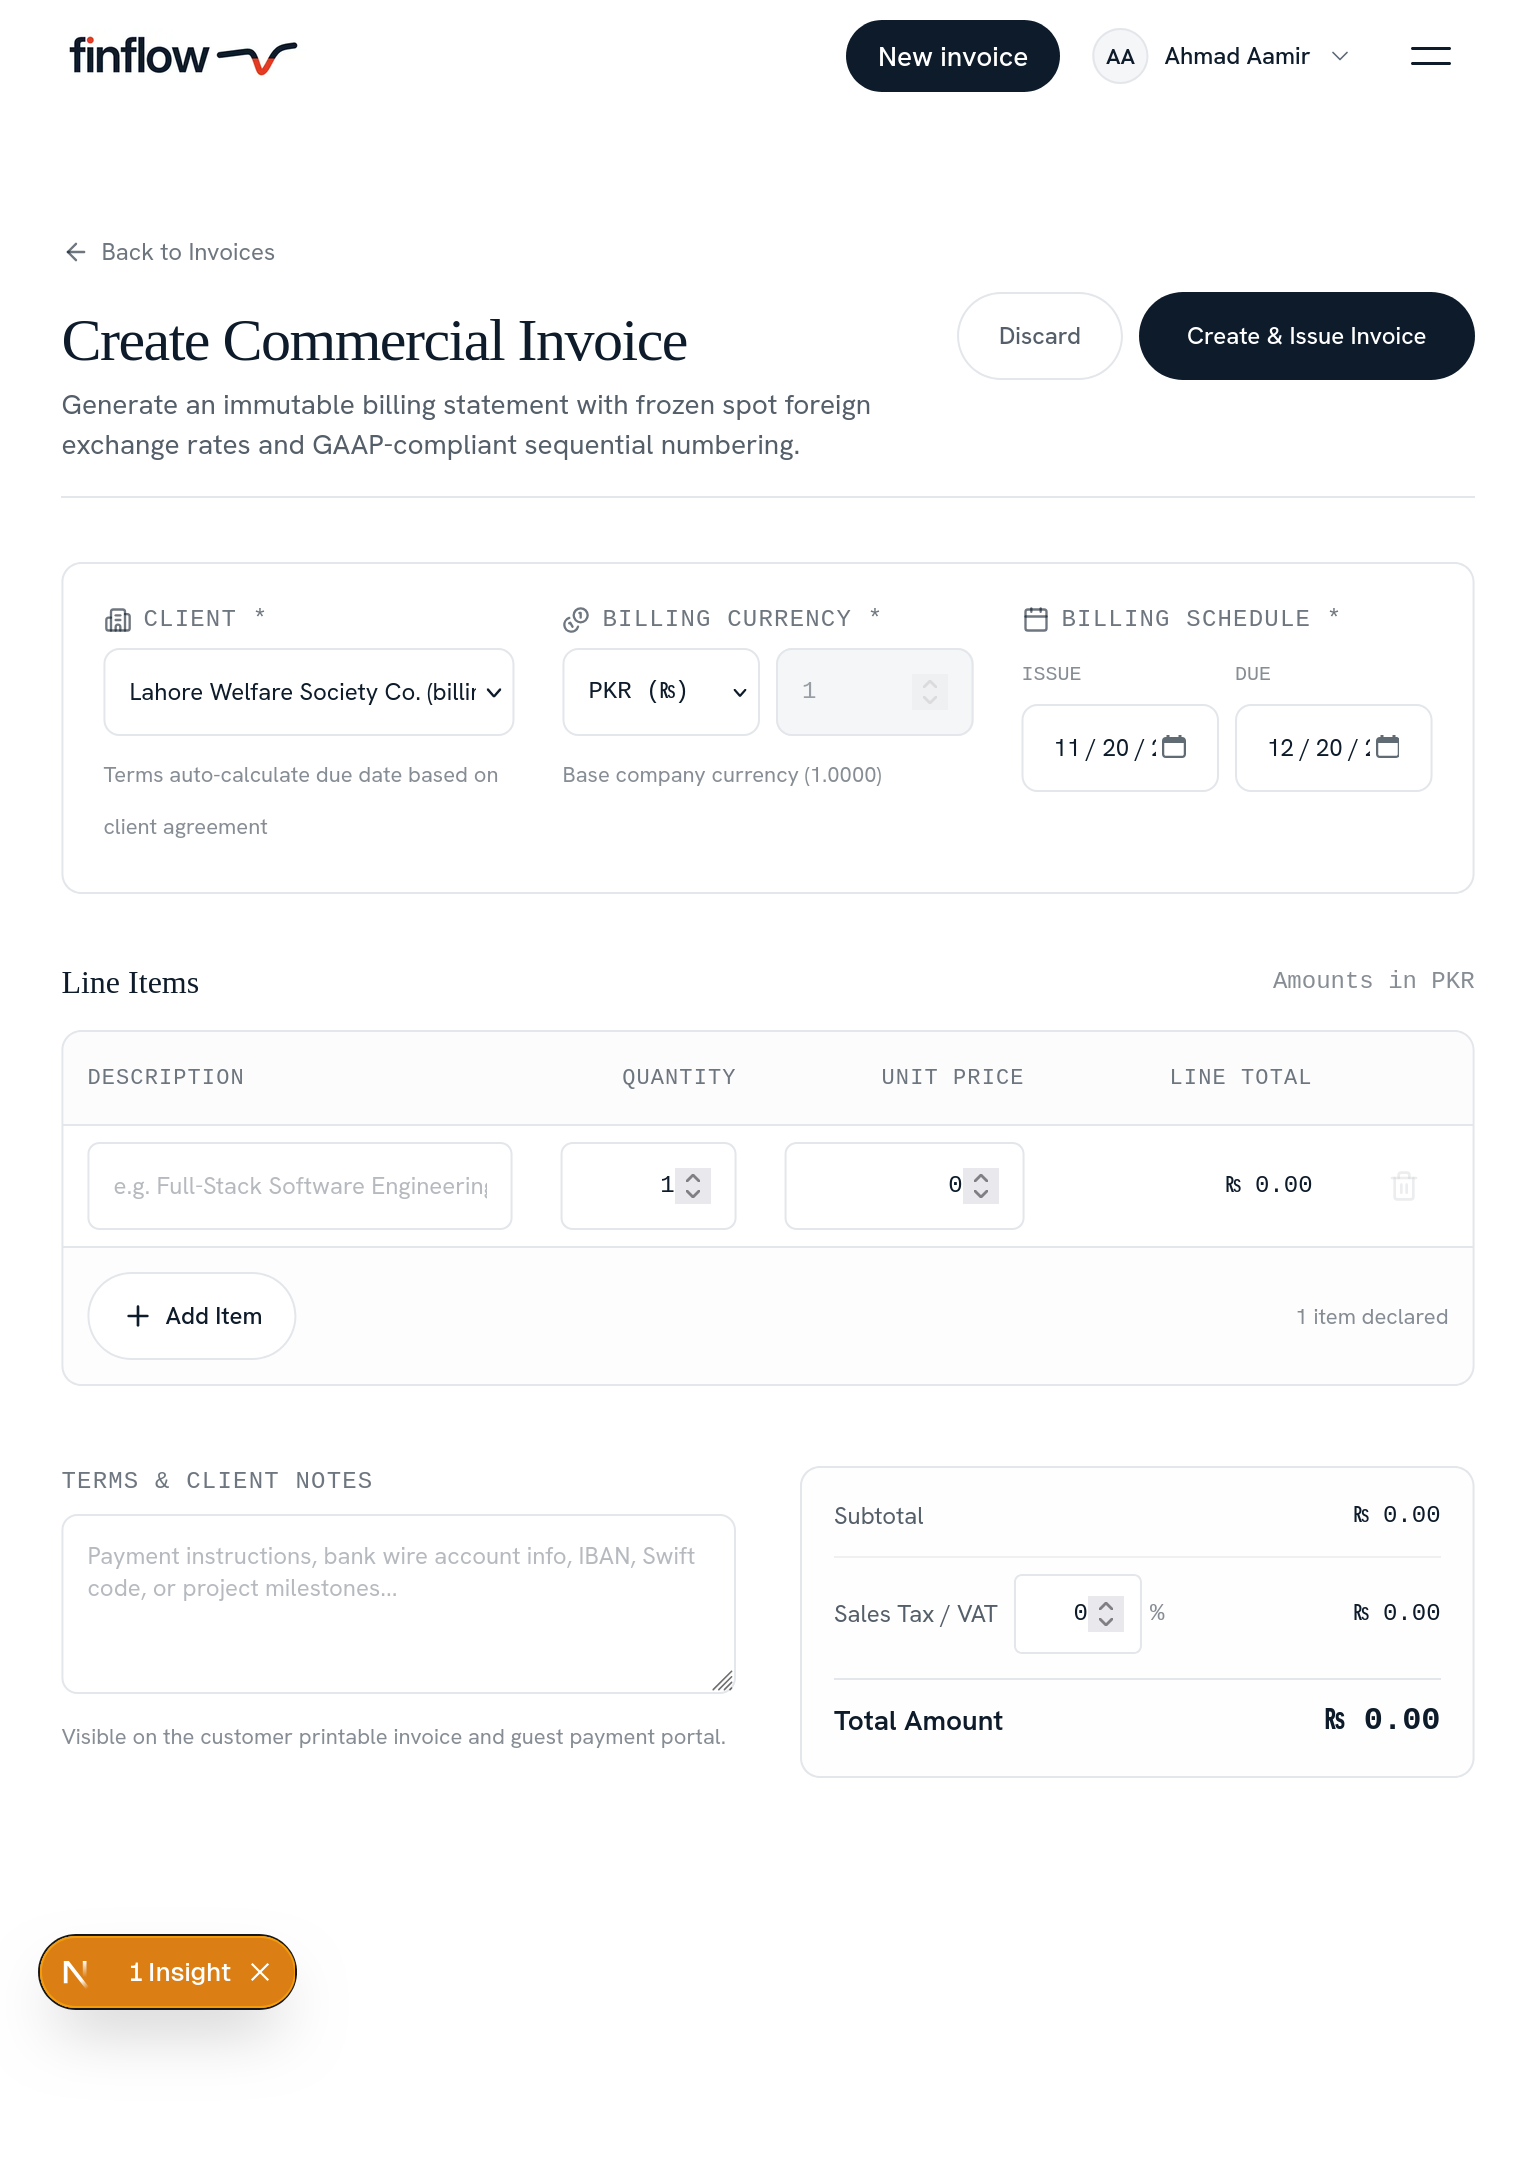 finflow
New invoice
AA
Ahmad Aamir
Back to Invoices
Create Commercial Invoice
Discard
Create & Issue Invoice
Generate an immutable billing statement with frozen spot foreign
exchange rates and GAAP-compliant sequential numbering.
CLIENT *
BILLING CURRENCY *
BILLING SCHEDULE *
ISSUE
DUE
Lahore Welfare Society Co. (billin
PKR (₨)
1
11 / 20 /
12 / 20 /
Terms auto-calculate due date based on
client agreement
Base company currency (1.0000)
Line Items
Amounts in PKR
DESCRIPTION
QUANTITY
UNIT PRICE
LINE TOTAL
e.g. Full-Stack Software Engineering
1
0
₨ 0.00
Add Item
1 item declared
TERMS & CLIENT NOTES
Payment instructions, bank wire account info, IBAN, Swift
code, or project milestones...
Visible on the customer printable invoice and guest payment portal.
Subtotal
₨ 0.00
Sales Tax / VAT
0
%
₨ 0.00
Total Amount
₨ 0.00
N
1 Insight